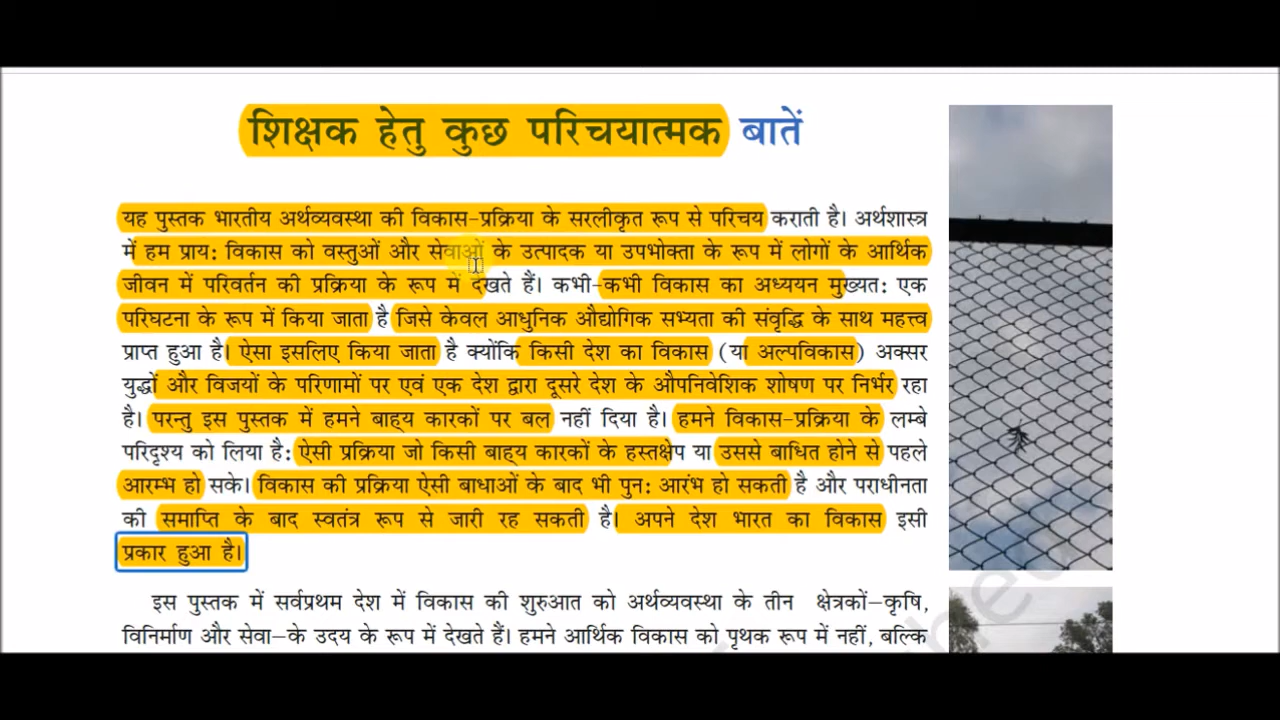 शिक्षक हेतु कुछ परिचयात्मक बातें
यह पुस्तक भारतीय अर्थव्यवस्था की विकास-प्रक्रिया के सरलीकृत रूप से परिचय कराती है। अर्थशास्त्र
में हम प्राय: विकास को वस्तुओं और सेवाओं के उत्पादक या उपभोक्ता के रूप में लोगों के आर्थिक
जीवन में परिवर्तन की प्रक्रिया के रूप में देखते हैं। कभी-कभी विकास का अध्ययन मुख्यत: एक
परिघटना के रूप में किया जाता है जिसे केवल आधुनिक औद्योगिक सभ्यता की संवृद्धि के साथ महत्त्व
प्राप्त हुआ है। ऐसा इसलिए किया जाता है क्योंकि किसी देश का विकास (या अल्पविकास) अक्सर
युद्धों और विजयों के परिणामों पर एवं एक देश द्वारा दूसरे देश के औपनिवेशिक शोषण पर निर्भर रहा
है। परन्तु इस पुस्तक में हमने बाह्य कारकों पर बल नहीं दिया है। हमने विकास-प्रक्रिया के लम्बे
परिदृश्य को लिया है: ऐसी प्रक्रिया जो किसी बाह्य कारकों के हस्तक्षेप या उससे बाधित होने से पहले
आरम्भ हो सके। विकास की प्रक्रिया ऐसी बाधाओं के बाद भी पुन: आरंभ हो सकती है और पराधीनता
की समाप्ति के बाद स्वतंत्र रूप से जारी रह सकती है। अपने देश भारत का विकास इसी
प्रकार हुआ है।
इस पुस्तक में सर्वप्रथम देश में विकास की शुरुआत को अर्थव्यवस्था के तीन क्षेत्रकों—कृषि,
विनिर्माण और सेवा—के उदय के रूप में देखते हैं। हमने आर्थिक विकास को पृथक रूप में नहीं, बल्कि